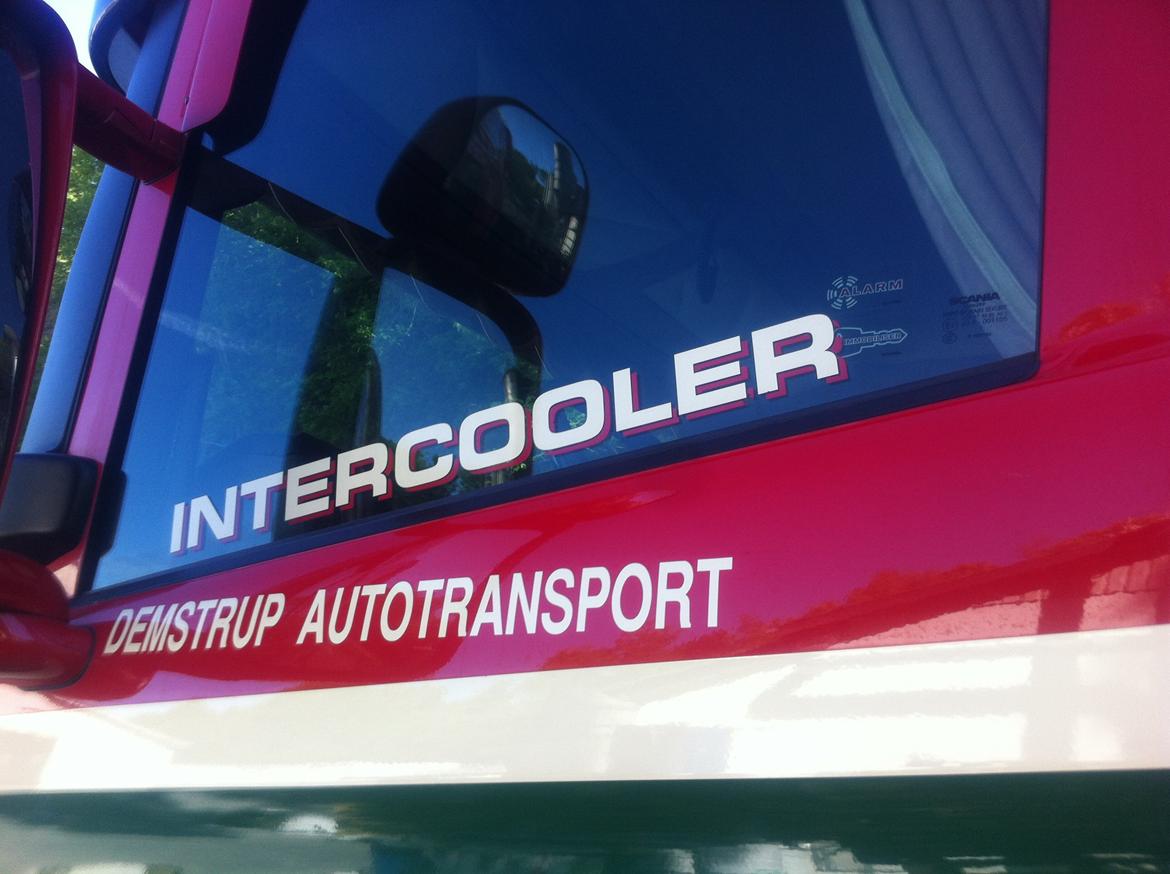 ALARM
SCANIA
IMMOBILISER
INTERCOOLER
DEMSTRUP AUTOTRANSPORT